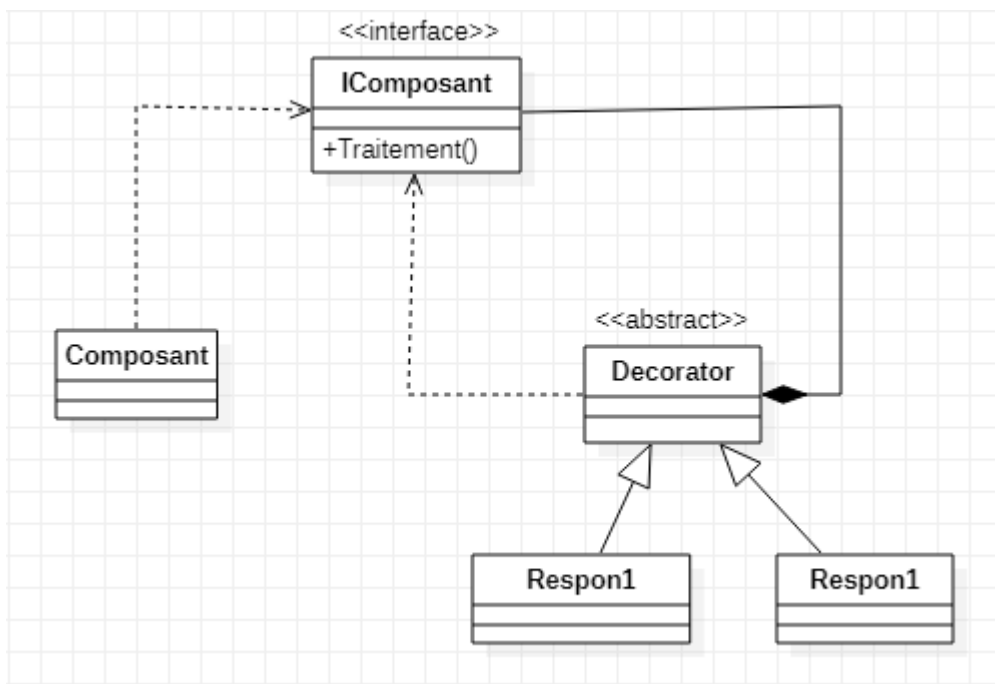 <<interface>>
IComposant
+Traitement()
Composant
<<abstract>>
Decorator
Respon1
Respon1